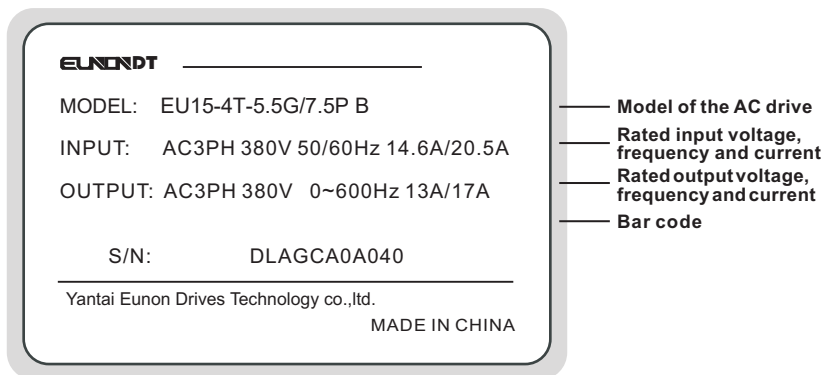 EUNONDT
MODEL: EU15-4T-5.5G/7.5P B
INPUT: AC3PH 380V 50/60Hz 14.6A/20.5A
OUTPUT: AC3PH 380V 0~600Hz 13A/17A
S/N: DLAGCA0A040
Yantai Eunon Drives Technology co.,ltd.
MADE IN CHINA
Model of the AC drive
Rated input voltage,
frequency and current
Rated output voltage,
frequency and current
Bar code